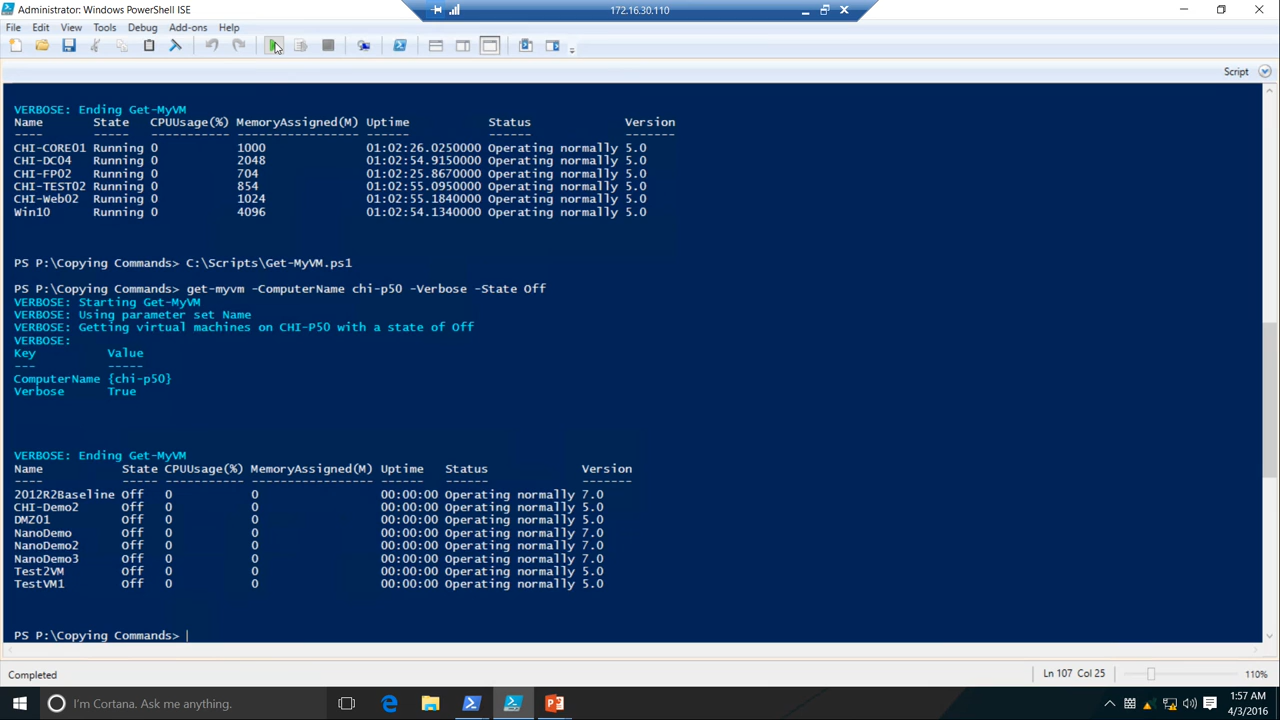 Administrator: Windows PowerShell ISE
172.16.30.110
File Edit View Tools Debug Add-ons Help
Script
VERBOSE: Ending Get-MyVM
Name State CPUUsage(%) MemoryAssigned(M) Uptime Status Version
---- ----- ----------- ----------------- ------ ------ -------
CHI-CORE01 Running 0 1000 01:02:26.0250000 Operating normally 5.0
CHI-DC04 Running 0 2048 01:02:54.9150000 Operating normally 5.0
CHI-FP02 Running 0 704 01:02:25.8670000 Operating normally 5.0
CHI-TEST02 Running 0 854 01:02:55.0950000 Operating normally 5.0
CHI-Web02 Running 0 1024 01:02:55.1840000 Operating normally 5.0
Win10 Running 0 4096 01:02:54.1340000 Operating normally 5.0
PS P:\Copying Commands> C:\Scripts\Get-MyVM.ps1
PS P:\Copying Commands> get-myvm -ComputerName chi-p50 -Verbose -State Off
VERBOSE: Starting Get-MyVM
VERBOSE: Using parameter set Name
VERBOSE: Getting virtual machines on CHI-P50 with a state of Off
VERBOSE:
Key Value
--- -----
ComputerName {chi-p50}
Verbose True
VERBOSE: Ending Get-MyVM
Name State CPUUsage(%) MemoryAssigned(M) Uptime Status Version
---- ----- ----------- ----------------- ------ ------ -------
2012R2Baseline Off 0 0 00:00:00 Operating normally 7.0
CHI-Demo2 Off 0 0 00:00:00 Operating normally 5.0
DMZ01 Off 0 0 00:00:00 Operating normally 5.0
NanoDemo Off 0 0 00:00:00 Operating normally 7.0
NanoDemo2 Off 0 0 00:00:00 Operating normally 7.0
NanoDemo3 Off 0 0 00:00:00 Operating normally 7.0
Test2VM Off 0 0 00:00:00 Operating normally 5.0
TestVM1 Off 0 0 00:00:00 Operating normally 5.0
PS P:\Copying Commands>
Completed Ln 107 Col 25 110%
I'm Cortana. Ask me anything.
1:57 AM
4/3/2016